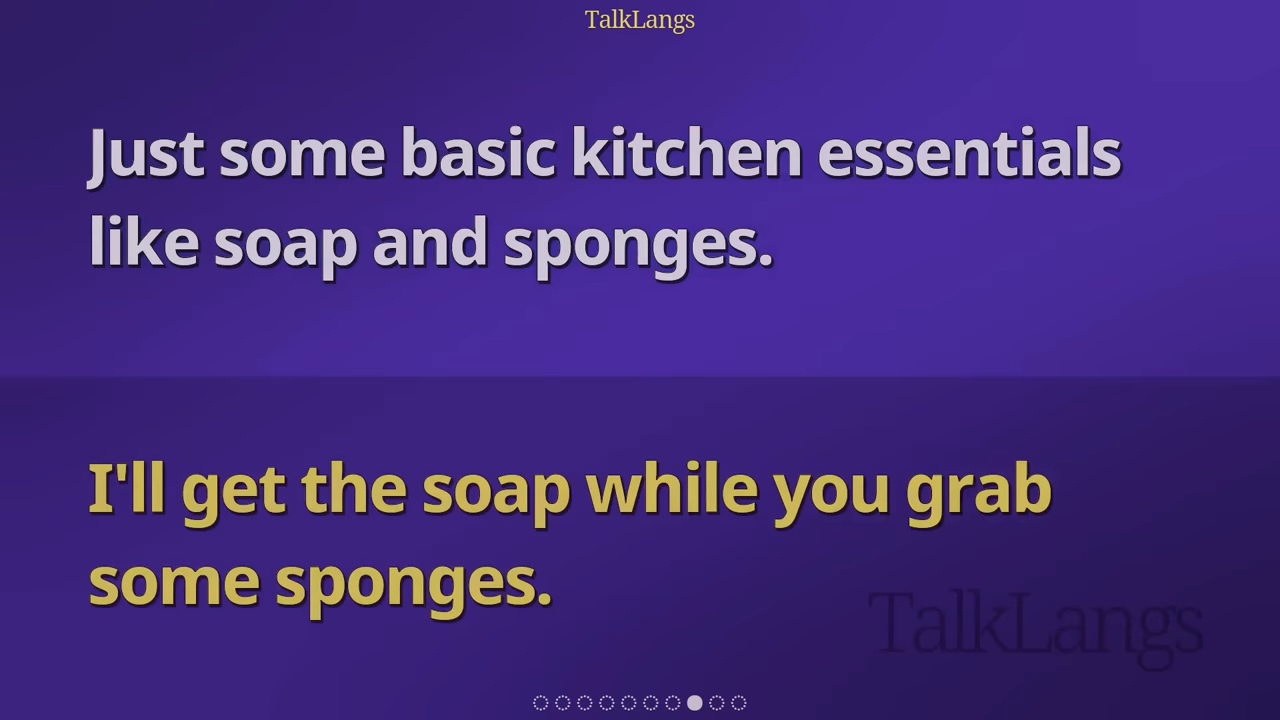 TalkLangs
Just some basic kitchen essentials
like soap and sponges.
I'll get the soap while you grab
some sponges.
TalkLangs